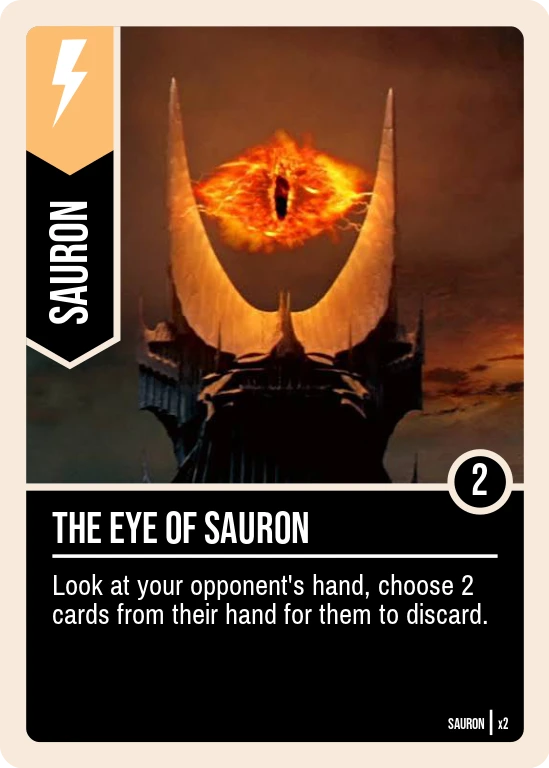 SAURON
2
THE EYE OF SAURON
Look at your opponent's hand, choose 2
cards from their hand for them to discard.
SAURON | x2